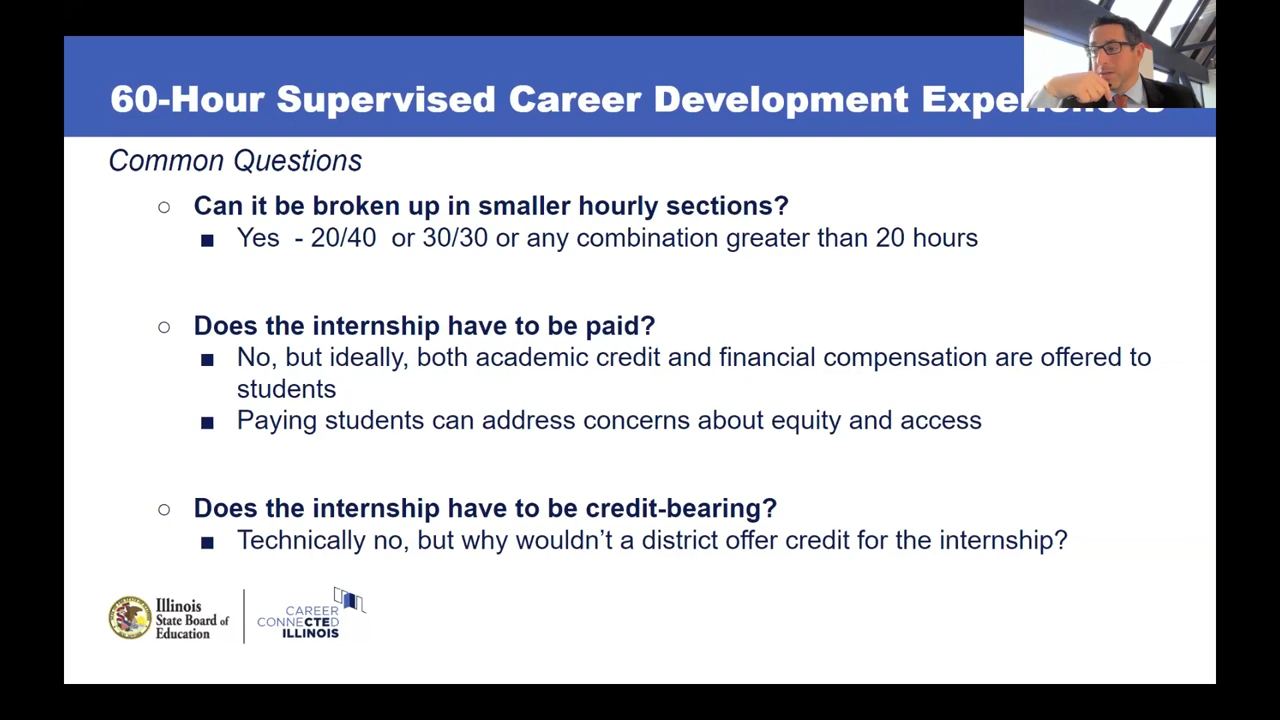 60-Hour Supervised Career Development
Common Questions
○ Can it be broken up in smaller hourly sections?
■ Yes - 20/40 or 30/30 or any combination greater than 20 hours
○ Does the internship have to be paid?
■ No, but ideally, both academic credit and financial compensation are offered to
students
■ Paying students can address concerns about equity and access
○ Does the internship have to be credit-bearing?
■ Technically no, but why wouldn’t a district offer credit for the internship?
Illinois
State Board of
Education
CAREER
CONNECTED
ILLINOIS